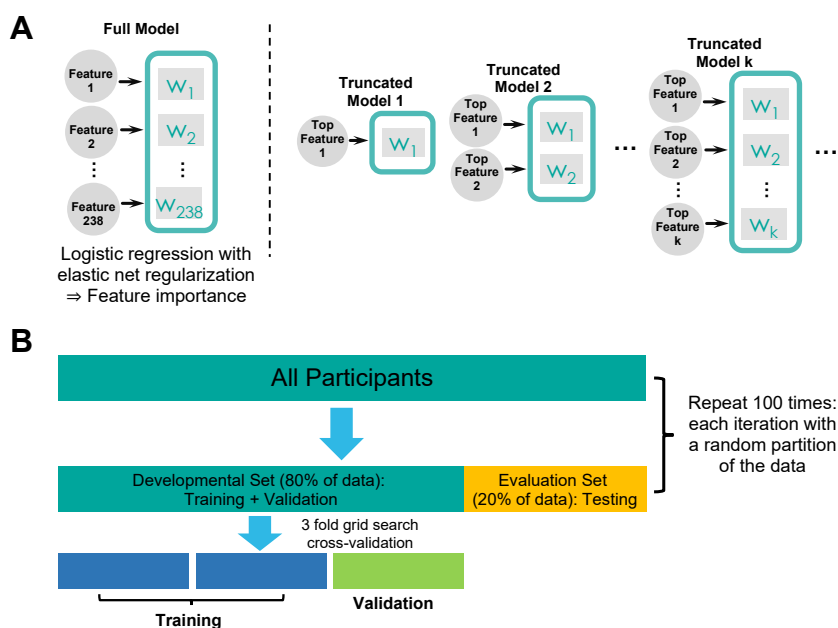 A
Full Model
Feature
1
w1
Feature
2
w2
⋮
⋮
Feature
238
w238
Logistic regression with
elastic net regularization
⇒ Feature importance
Truncated
Model 1
Top
Feature
1
w1
Truncated
Model 2
Top
Feature
1
w1
Top
Feature
2
w2
...
Truncated
Model k
Top
Feature
1
w1
Top
Feature
2
w2
⋮
⋮
Top
Feature
k
wk
...
B
All Participants
Developmental Set (80% of data):
Training + Validation
Evaluation Set
(20% of data): Testing
Repeat 100 times:
each iteration with
a random partition
of the data
3 fold grid search
cross-validation
Training
Validation